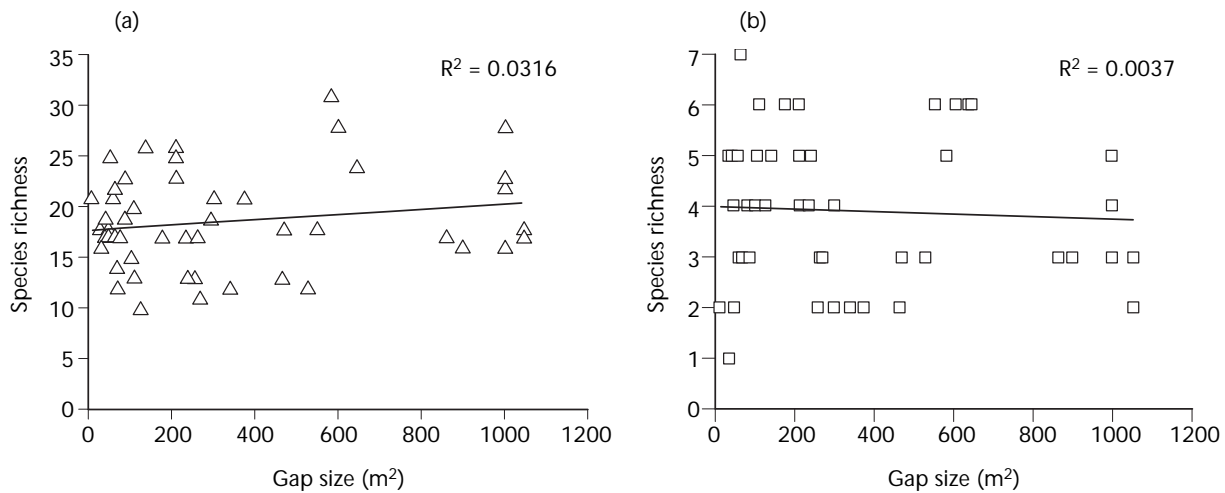 (a)
R² = 0.0316
Species richness
35
30
25
20
15
10
5
0
0 200 400 600 800 1000 1200
Gap size (m²)
(b)
R² = 0.0037
Species richness
7
6
5
4
3
2
1
0
0 200 400 600 800 1000 1200
Gap size (m²)